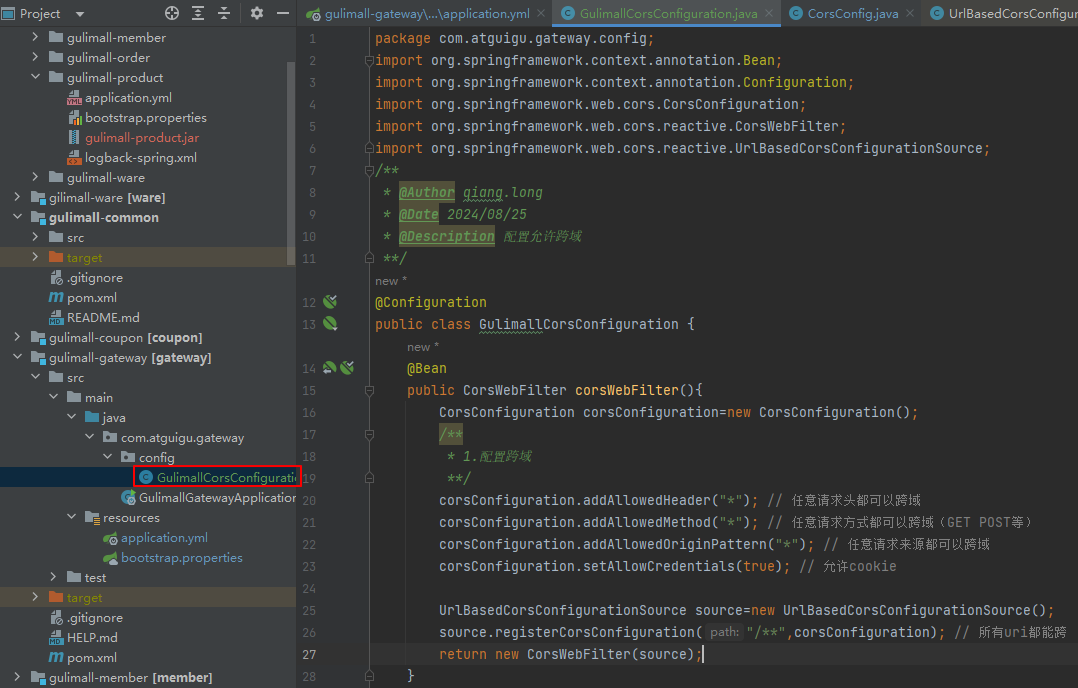 Project
gulimall-gateway\...\application.yml
GulimallCorsConfiguration.java
CorsConfig.java
UrlBasedCorsConfigur
gulimall-member
gulimall-order
gulimall-product
application.yml
bootstrap.properties
gulimall-product.jar
logback-spring.xml
gulimall-ware
gilimall-ware [ware]
gulimall-common
src
target
.gitignore
pom.xml
README.md
gulimall-coupon [coupon]
gulimall-gateway [gateway]
src
main
java
com.atguigu.gateway
config
GulimallCorsConfiguratio
GulimallGatewayApplication
resources
application.yml
bootstrap.properties
test
target
.gitignore
HELP.md
pom.xml
gulimall-member [member]
1 package com.atguigu.gateway.config;
2 import org.springframework.context.annotation.Bean;
3 import org.springframework.context.annotation.Configuration;
4 import org.springframework.web.cors.CorsConfiguration;
5 import org.springframework.web.cors.reactive.CorsWebFilter;
6 import org.springframework.web.cors.reactive.UrlBasedCorsConfigurationSource;
7 /**
8 * @Author qiang.long
9 * @Date 2024/08/25
10 * @Description 配置允许跨域
11 **/
new *
12 @Configuration
13 public class GulimallCorsConfiguration {
new *
14 @Bean
15 public CorsWebFilter corsWebFilter(){
16 CorsConfiguration corsConfiguration=new CorsConfiguration();
17 /**
18 * 1.配置跨域
19 **/
20 corsConfiguration.addAllowedHeader("*"); // 任意请求头都可以跨域
21 corsConfiguration.addAllowedMethod("*"); // 任意请求方式都可以跨域（GET POST等）
22 corsConfiguration.addAllowedOriginPattern("*"); // 任意请求来源都可以跨域
23 corsConfiguration.setAllowCredentials(true); // 允许cookie
24
25 UrlBasedCorsConfigurationSource source=new UrlBasedCorsConfigurationSource();
26 source.registerCorsConfiguration( path: "/**",corsConfiguration); // 所有uri都能跨
27 return new CorsWebFilter(source);
28 }